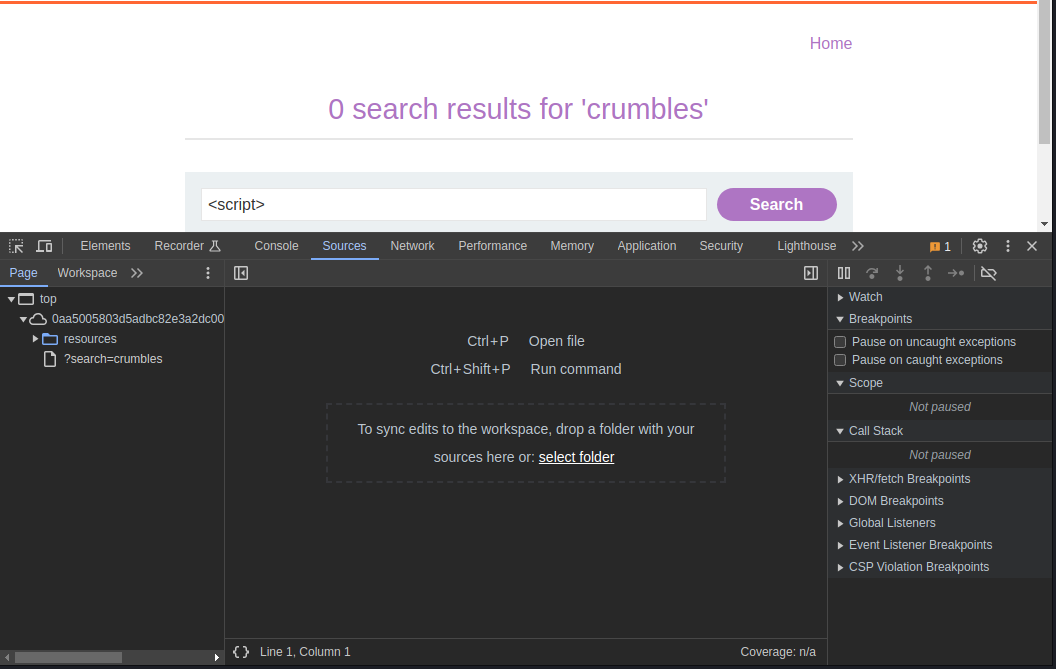 Home
0 search results for 'crumbles'
<script>
Search
Elements Recorder Console Sources Network Performance Memory Application Security Lighthouse 1
Page Workspace
top
0aa5005803d5adbc82e3a2dc00
resources
?search=crumbles
Ctrl+P Open file
Ctrl+Shift+P Run command
To sync edits to the workspace, drop a folder with your
sources here or: select folder
Watch
Breakpoints
Pause on uncaught exceptions
Pause on caught exceptions
Scope
Not paused
Call Stack
Not paused
XHR/fetch Breakpoints
DOM Breakpoints
Global Listeners
Event Listener Breakpoints
CSP Violation Breakpoints
{} Line 1, Column 1 Coverage: n/a